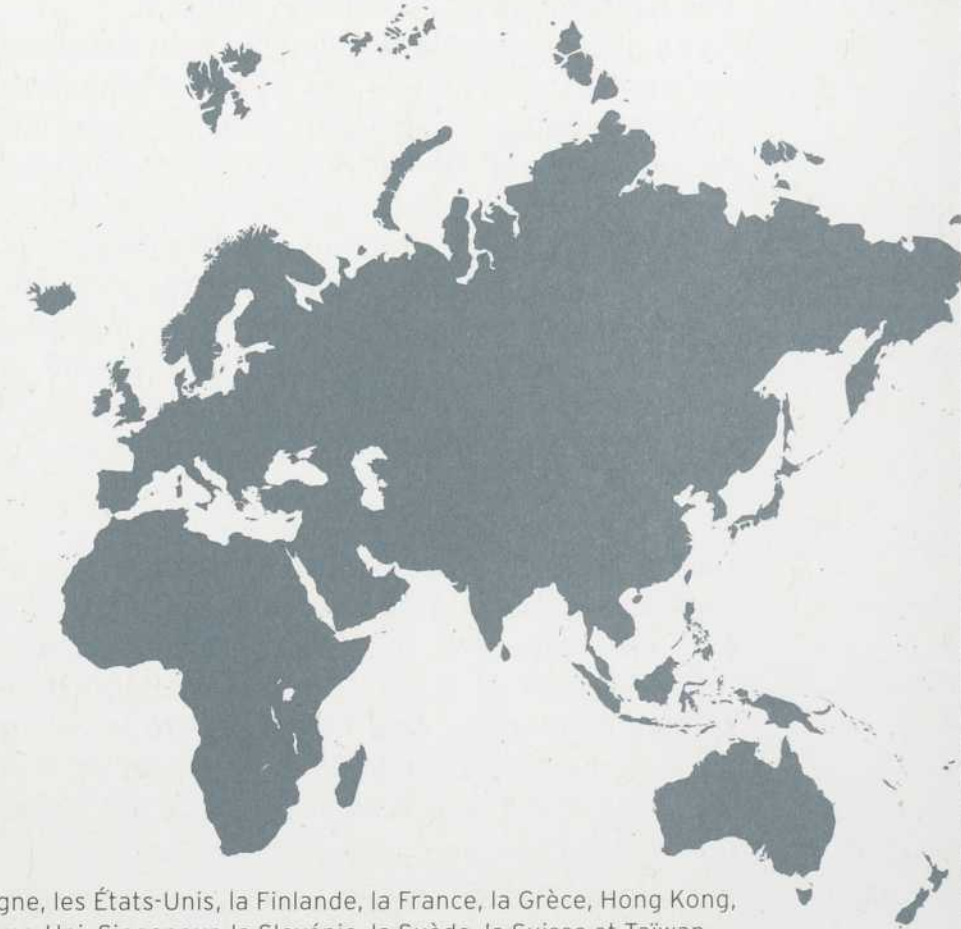 gne, les États-Unis, la Finlande, la France, la Grèce, Hong Kong,
Singapour, la Slovénie, la Suède, la Suisse et Taïwan